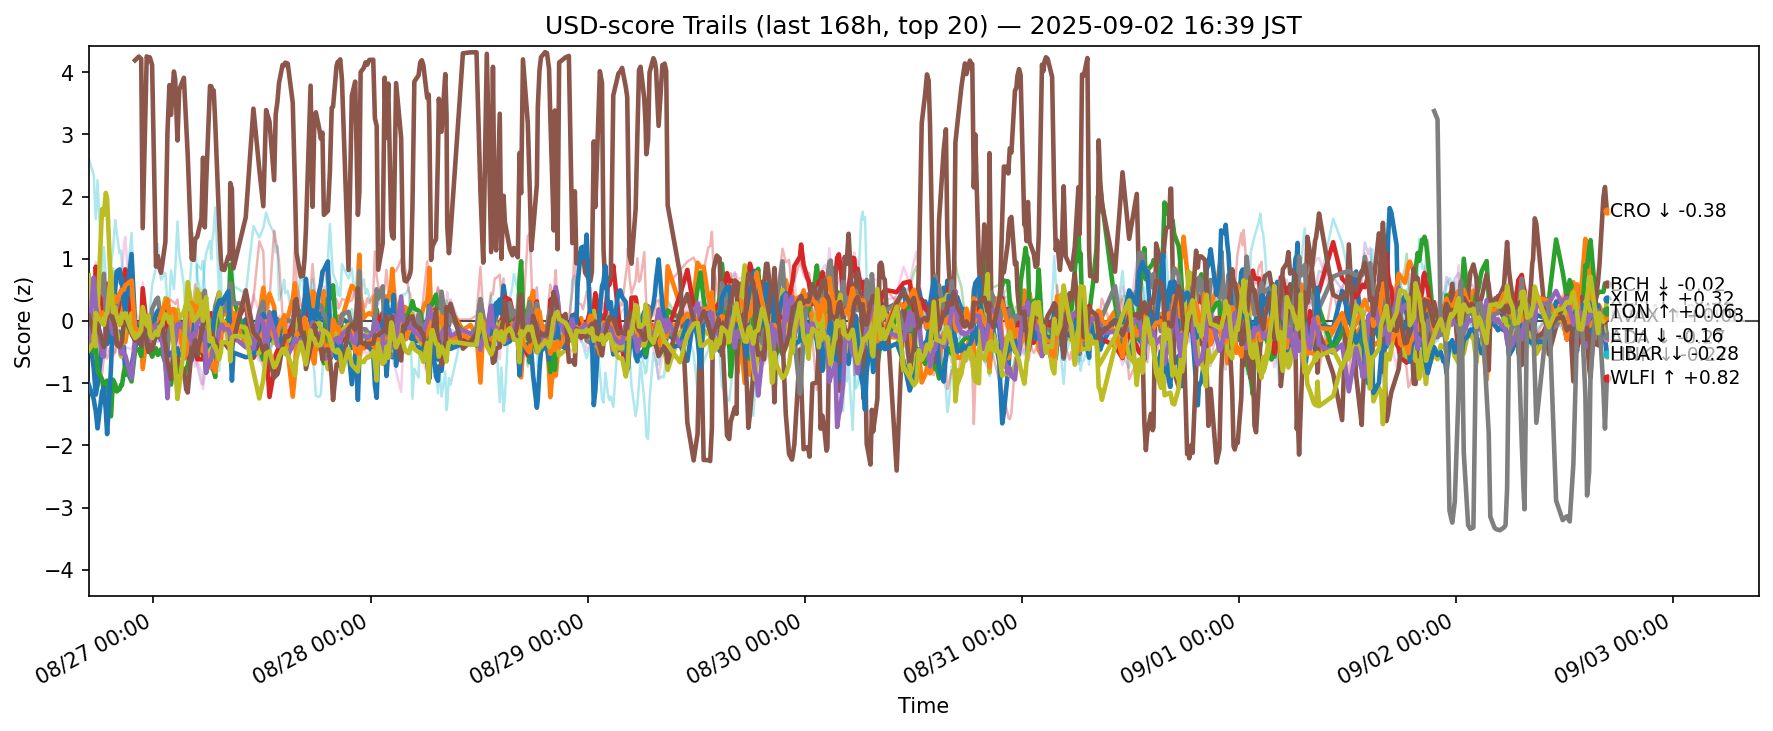 USD-score Trails (last 168h, top 20) — 2025-09-02 16:39 JST
Score (z)
4
3
2
1
0
−1
−2
−3
−4
CRO ↓ -0.38
BCH ↓ -0.02
XLM ↑ +0.32
TON ↑ +0.06
ETH ↓ -0.16
HBAR ↓ -0.28
WLFI ↑ +0.82
08/27 00:00
08/28 00:00
08/29 00:00
08/30 00:00
08/31 00:00
09/01 00:00
09/02 00:00
09/03 00:00
Time